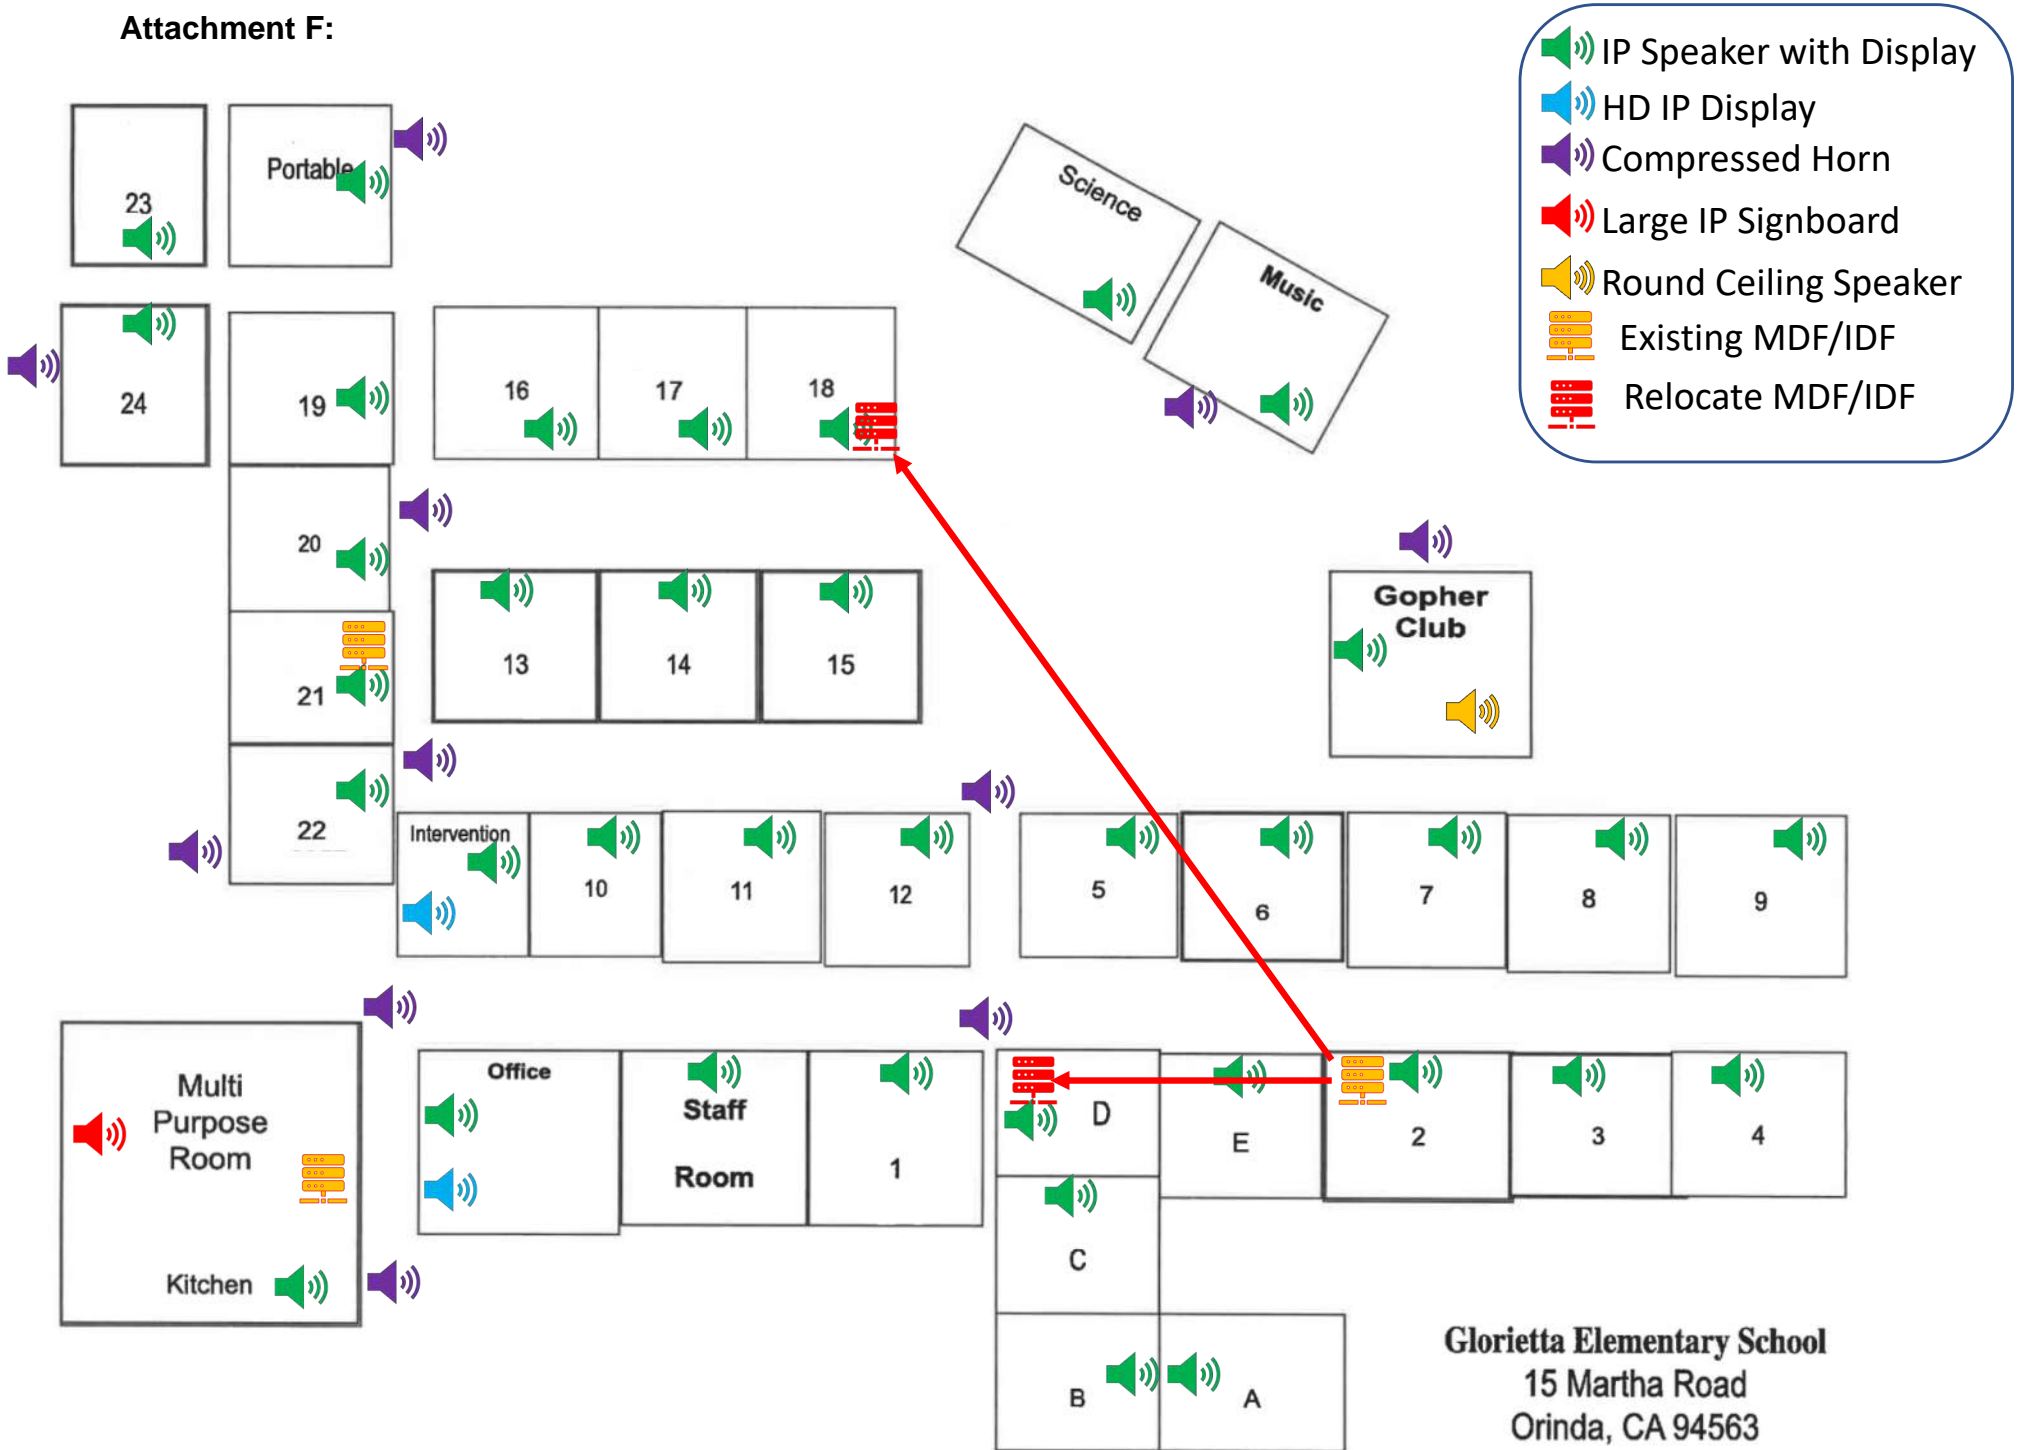 Attachment F:
IP Speaker with Display
HD IP Display
Compressed Horn
Large IP Signboard
Round Ceiling Speaker
Existing MDF/IDF
Relocate MDF/IDF
23
Portable
Science
Music
24
19
16
17
18
20
Gopher
Club
21
13
14
15
22
Intervention
10
11
12
5
6
7
8
9
Multi
Purpose
Room
Kitchen
Office
Staff
Room
1
D
E
2
3
4
C
B
A
Glorietta Elementary School
15 Martha Road
Orinda, CA 94563